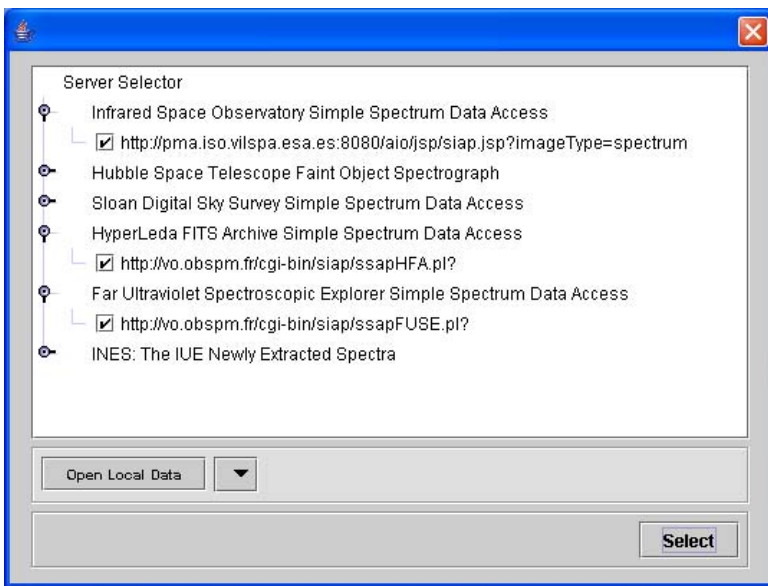 Server Selector
Infrared Space Observatory Simple Spectrum Data Access
http://pma.iso.vilspa.esa.es:8080/aio/jsp/siap.jsp?imageType=spectrum
Hubble Space Telescope Faint Object Spectrograph
Sloan Digital Sky Survey Simple Spectrum Data Access
HyperLeda FITS Archive Simple Spectrum Data Access
http://vo.obspm.fr/cgi-bin/siap/ssapHFA.pl?
Far Ultraviolet Spectroscopic Explorer Simple Spectrum Data Access
http://vo.obspm.fr/cgi-bin/siap/ssapFUSE.pl?
INES: The IUE Newly Extracted Spectra
Open Local Data
Select